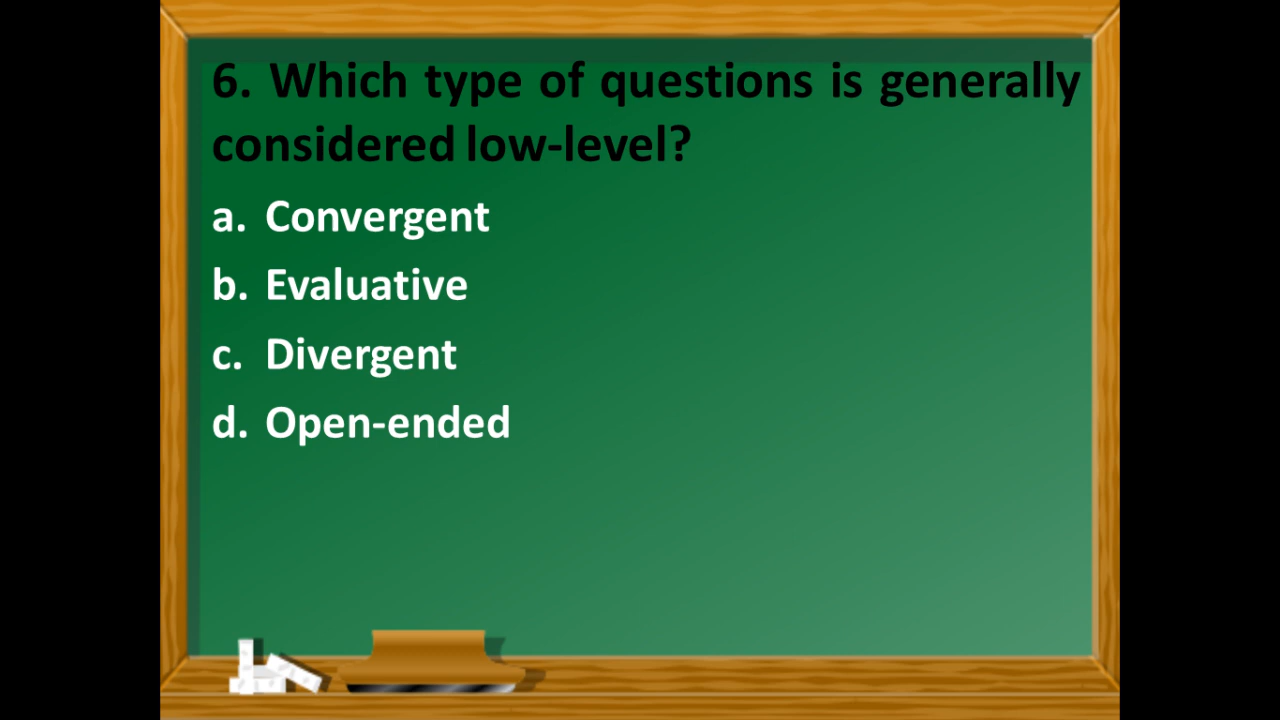 6. Which type of questions is generally
considered low-level?
a. Convergent
b. Evaluative
c. Divergent
d. Open-ended